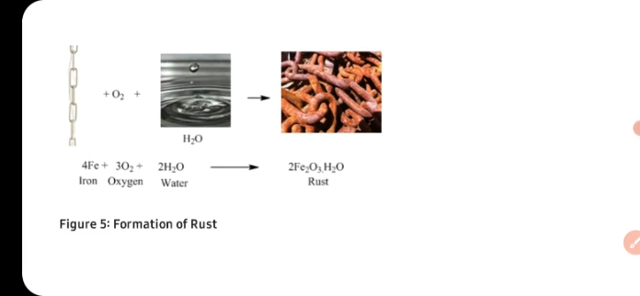 + O₂ +
H₂O
4Fe + 3O₂ + 2H₂O 2Fe₂O₃.H₂O
Iron Oxygen Water Rust
Figure 5: Formation of Rust